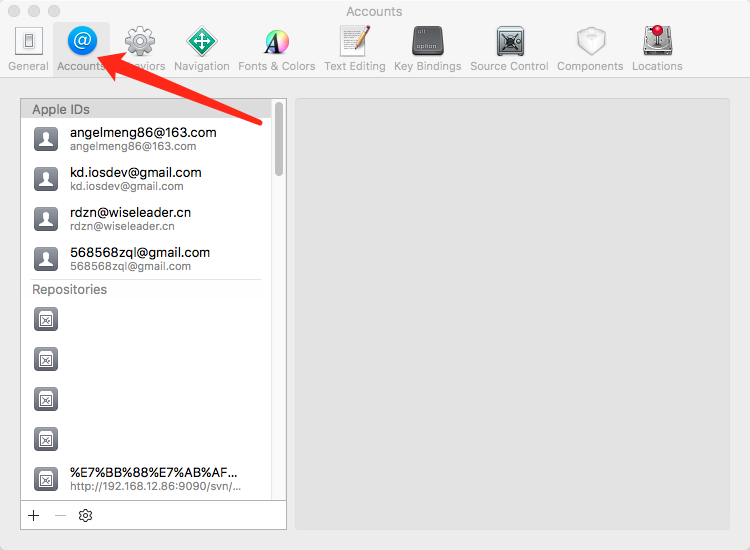 Accounts
General
Accounts
Navigation
Fonts & Colors
Text Editing
Key Bindings
Source Control
Components
Locations
alt
option
Apple IDs
angelmeng86@163.com
angelmeng86@163.com
kd.iosdev@gmail.com
kd.iosdev@gmail.com
rdzn@wiseleader.cn
rdzn@wiseleader.cn
568568zql@gmail.com
568568zql@gmail.com
Repositories
%E7%BB%88%E7%AB%AF...
http://192.168.12.86:9090/svn/...